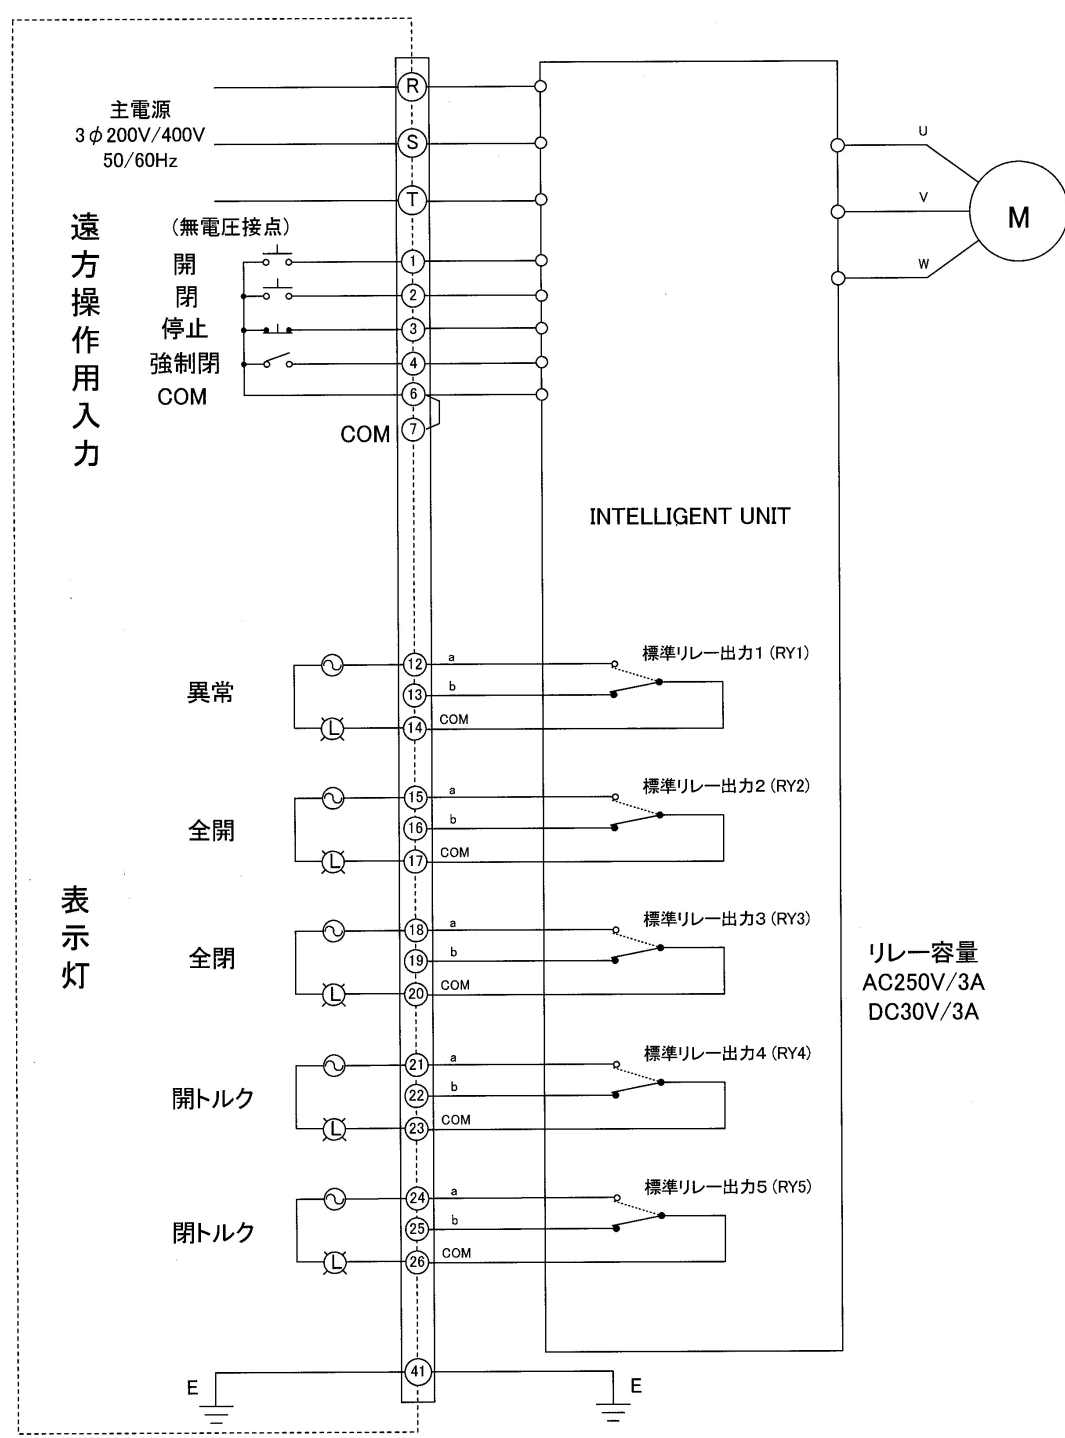 主電源
3φ200V/400V
50/60Hz
R
S
T
U
V
W
M
遠方操作用入力
(無電圧接点)
開
1
閉
2
停止
3
強制閉
4
COM
6
COM
7
INTELLIGENT UNIT
表示灯
異常
12
a
標準リレー出力1 (RY1)
13
b
L
14
COM
全開
15
a
標準リレー出力2 (RY2)
16
b
L
17
COM
全閉
18
a
標準リレー出力3 (RY3)
19
b
L
20
COM
リレー容量
AC250V/3A
DC30V/3A
開トルク
21
a
標準リレー出力4 (RY4)
22
b
L
23
COM
閉トルク
24
a
標準リレー出力5 (RY5)
25
b
L
26
COM
E
41
E